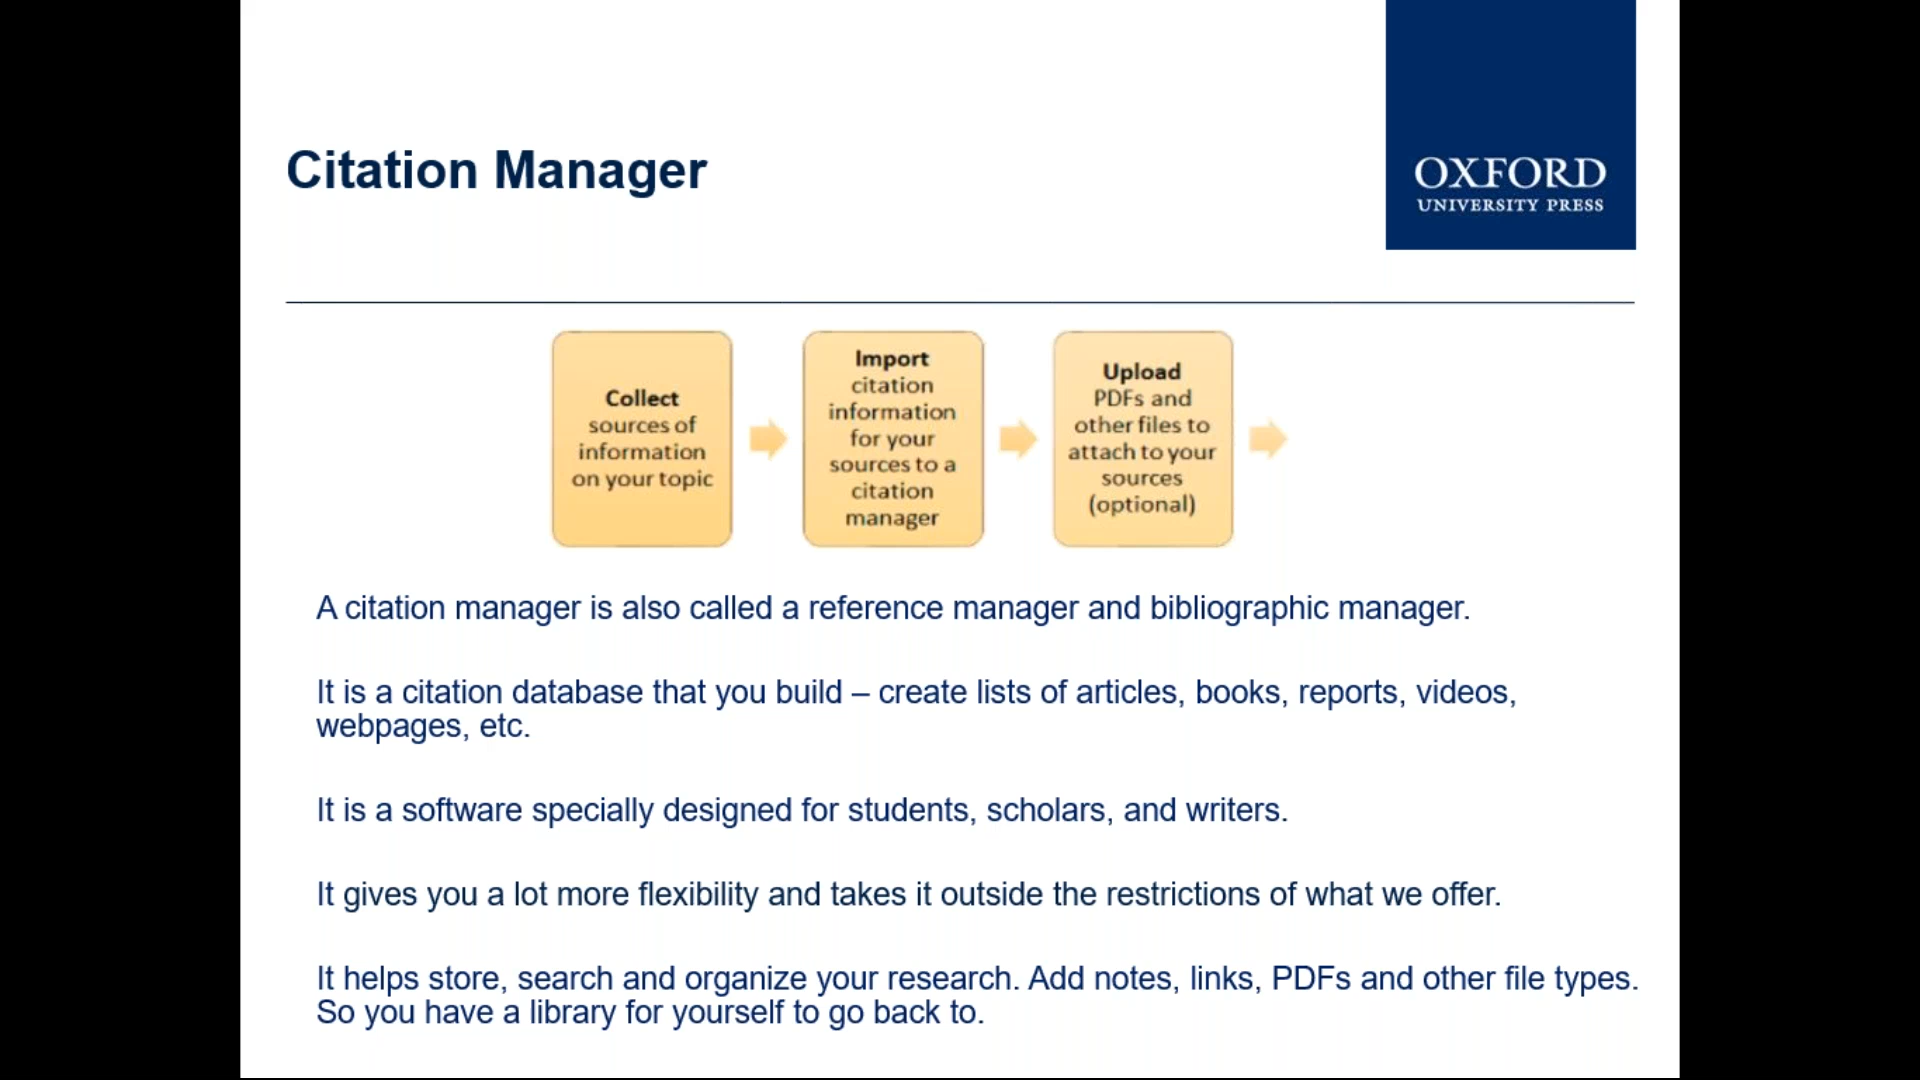 Citation Manager
OXFORD
UNIVERSITY PRESS
Collect
sources of
information
on your topic
Import
citation
information
for your
sources to a
citation
manager
Upload
PDFs and
other files to
attach to your
sources
(optional)
A citation manager is also called a reference manager and bibliographic manager.
It is a citation database that you build – create lists of articles, books, reports, videos,
webpages, etc.
It is a software specially designed for students, scholars, and writers.
It gives you a lot more flexibility and takes it outside the restrictions of what we offer.
It helps store, search and organize your research. Add notes, links, PDFs and other file types.
So you have a library for yourself to go back to.